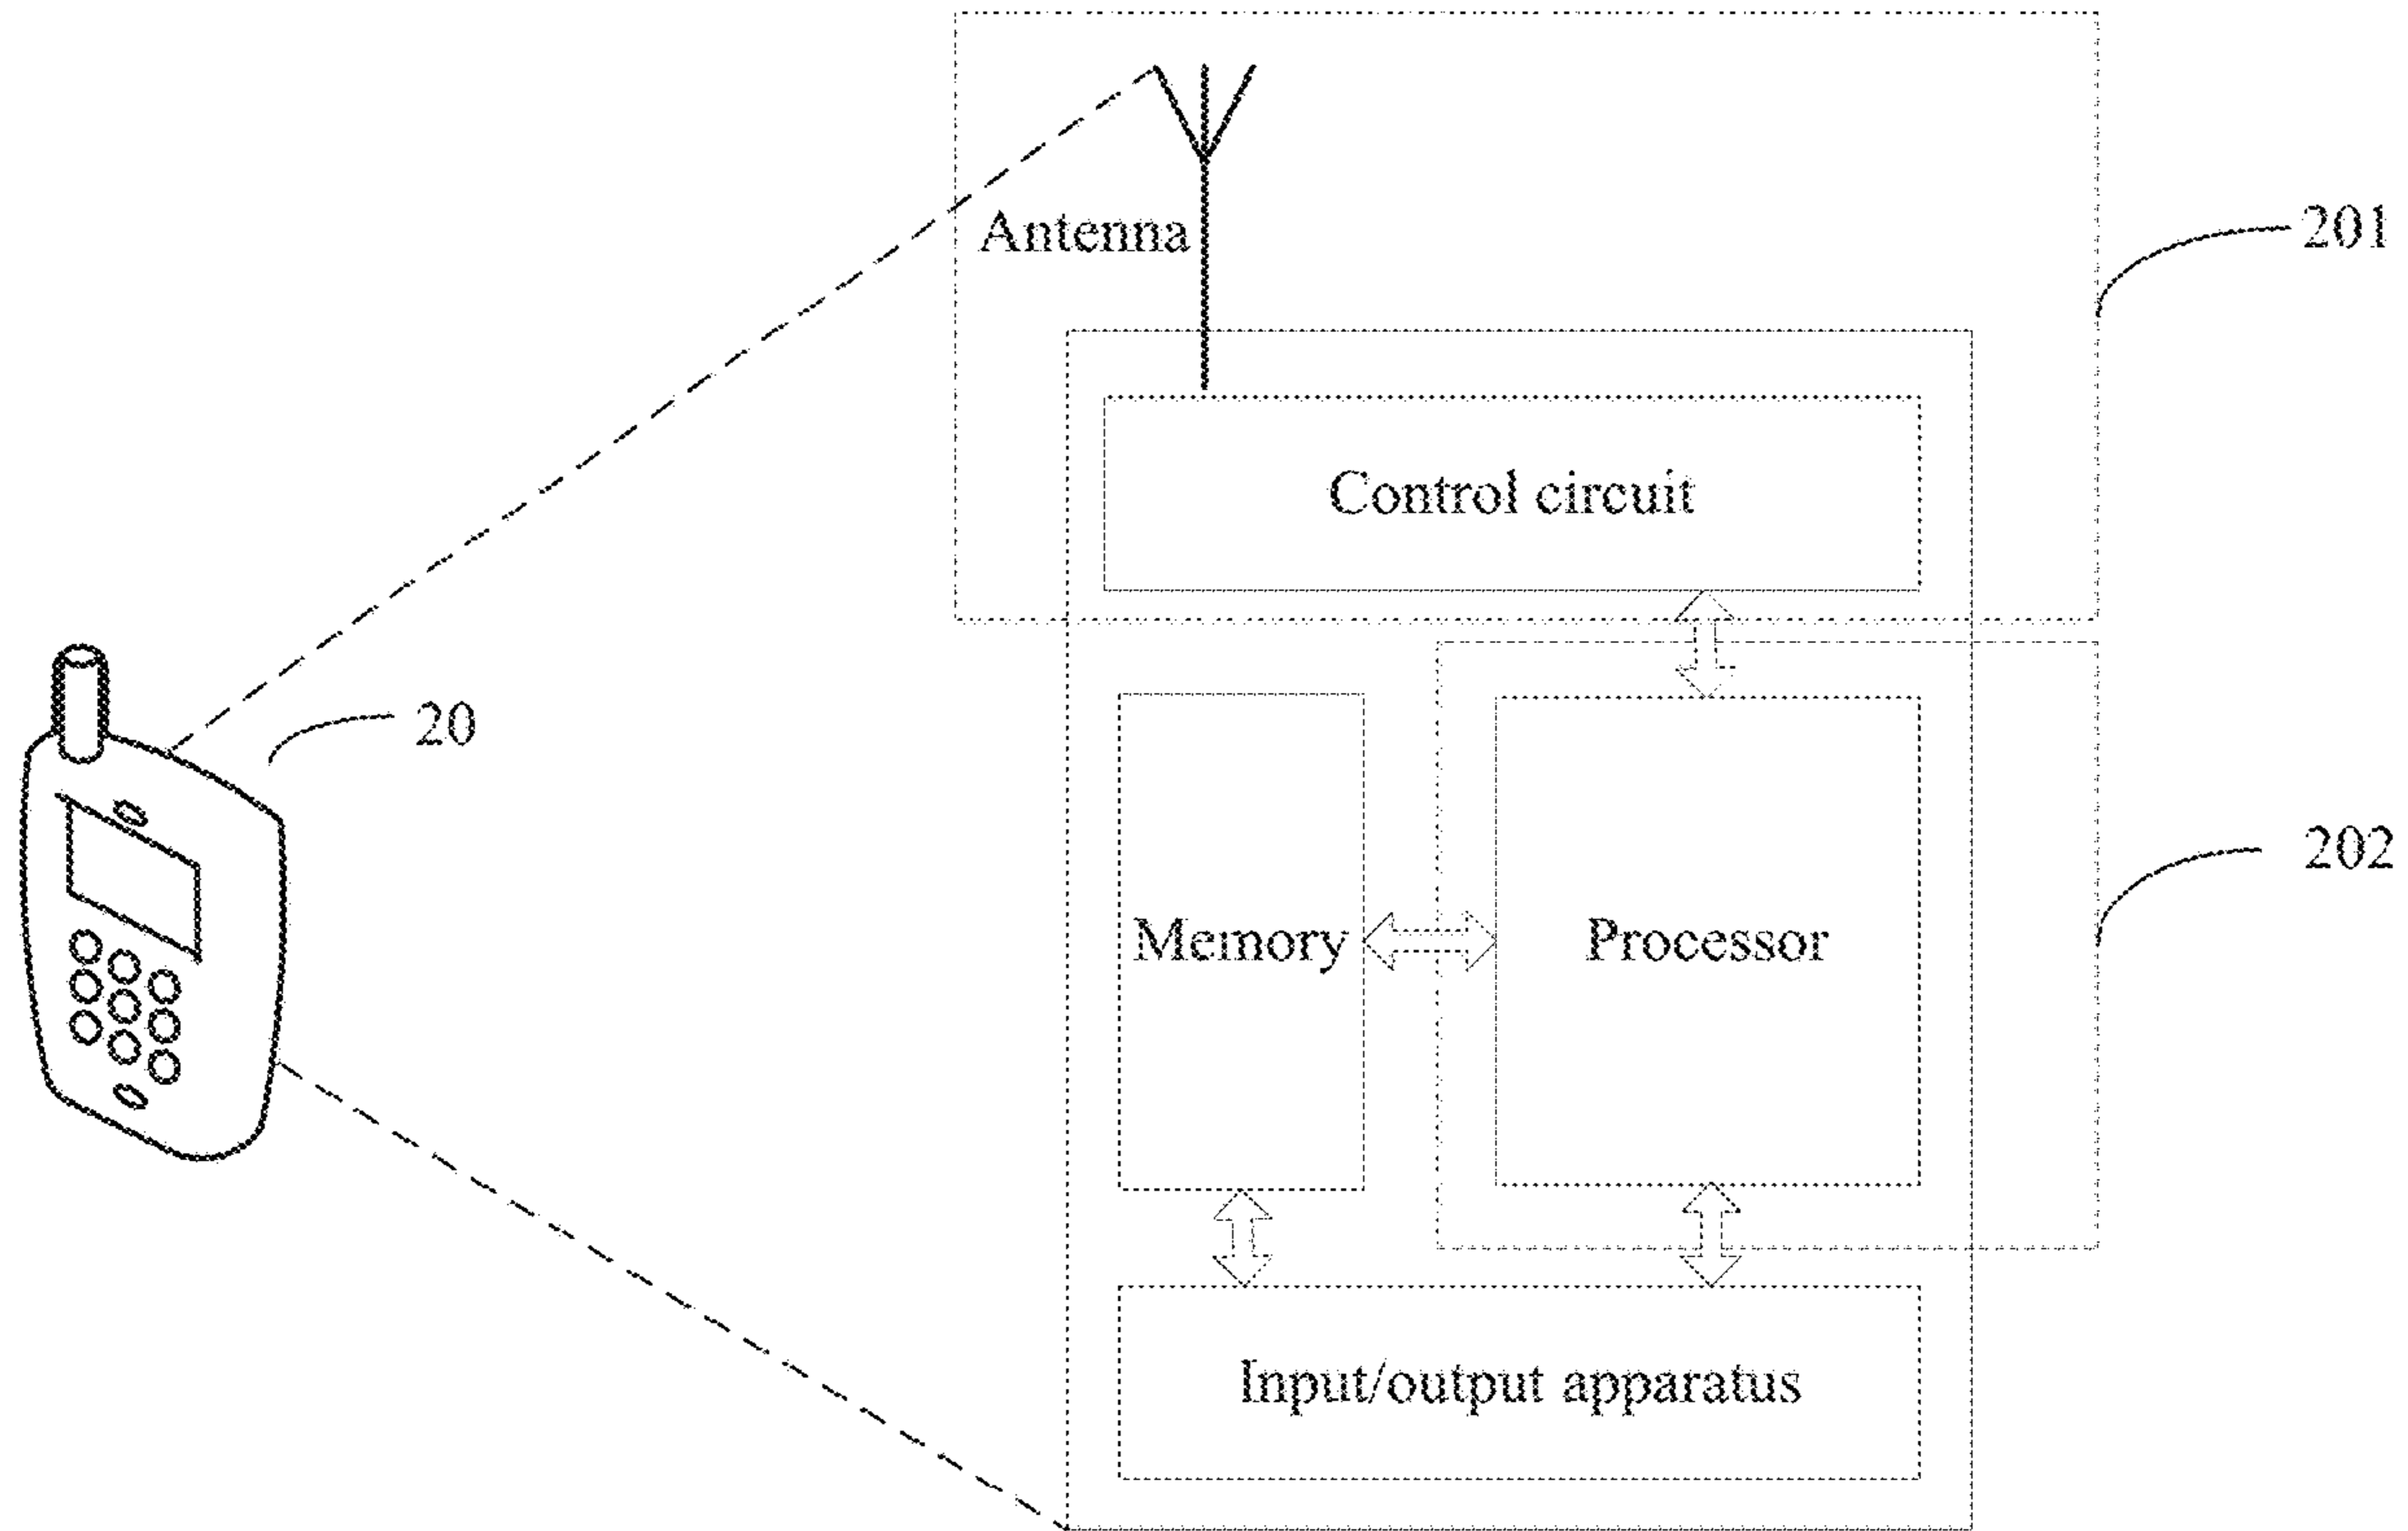 Antenna
201
Control circuit
20
202
Memory
Processor
Input/output apparatus